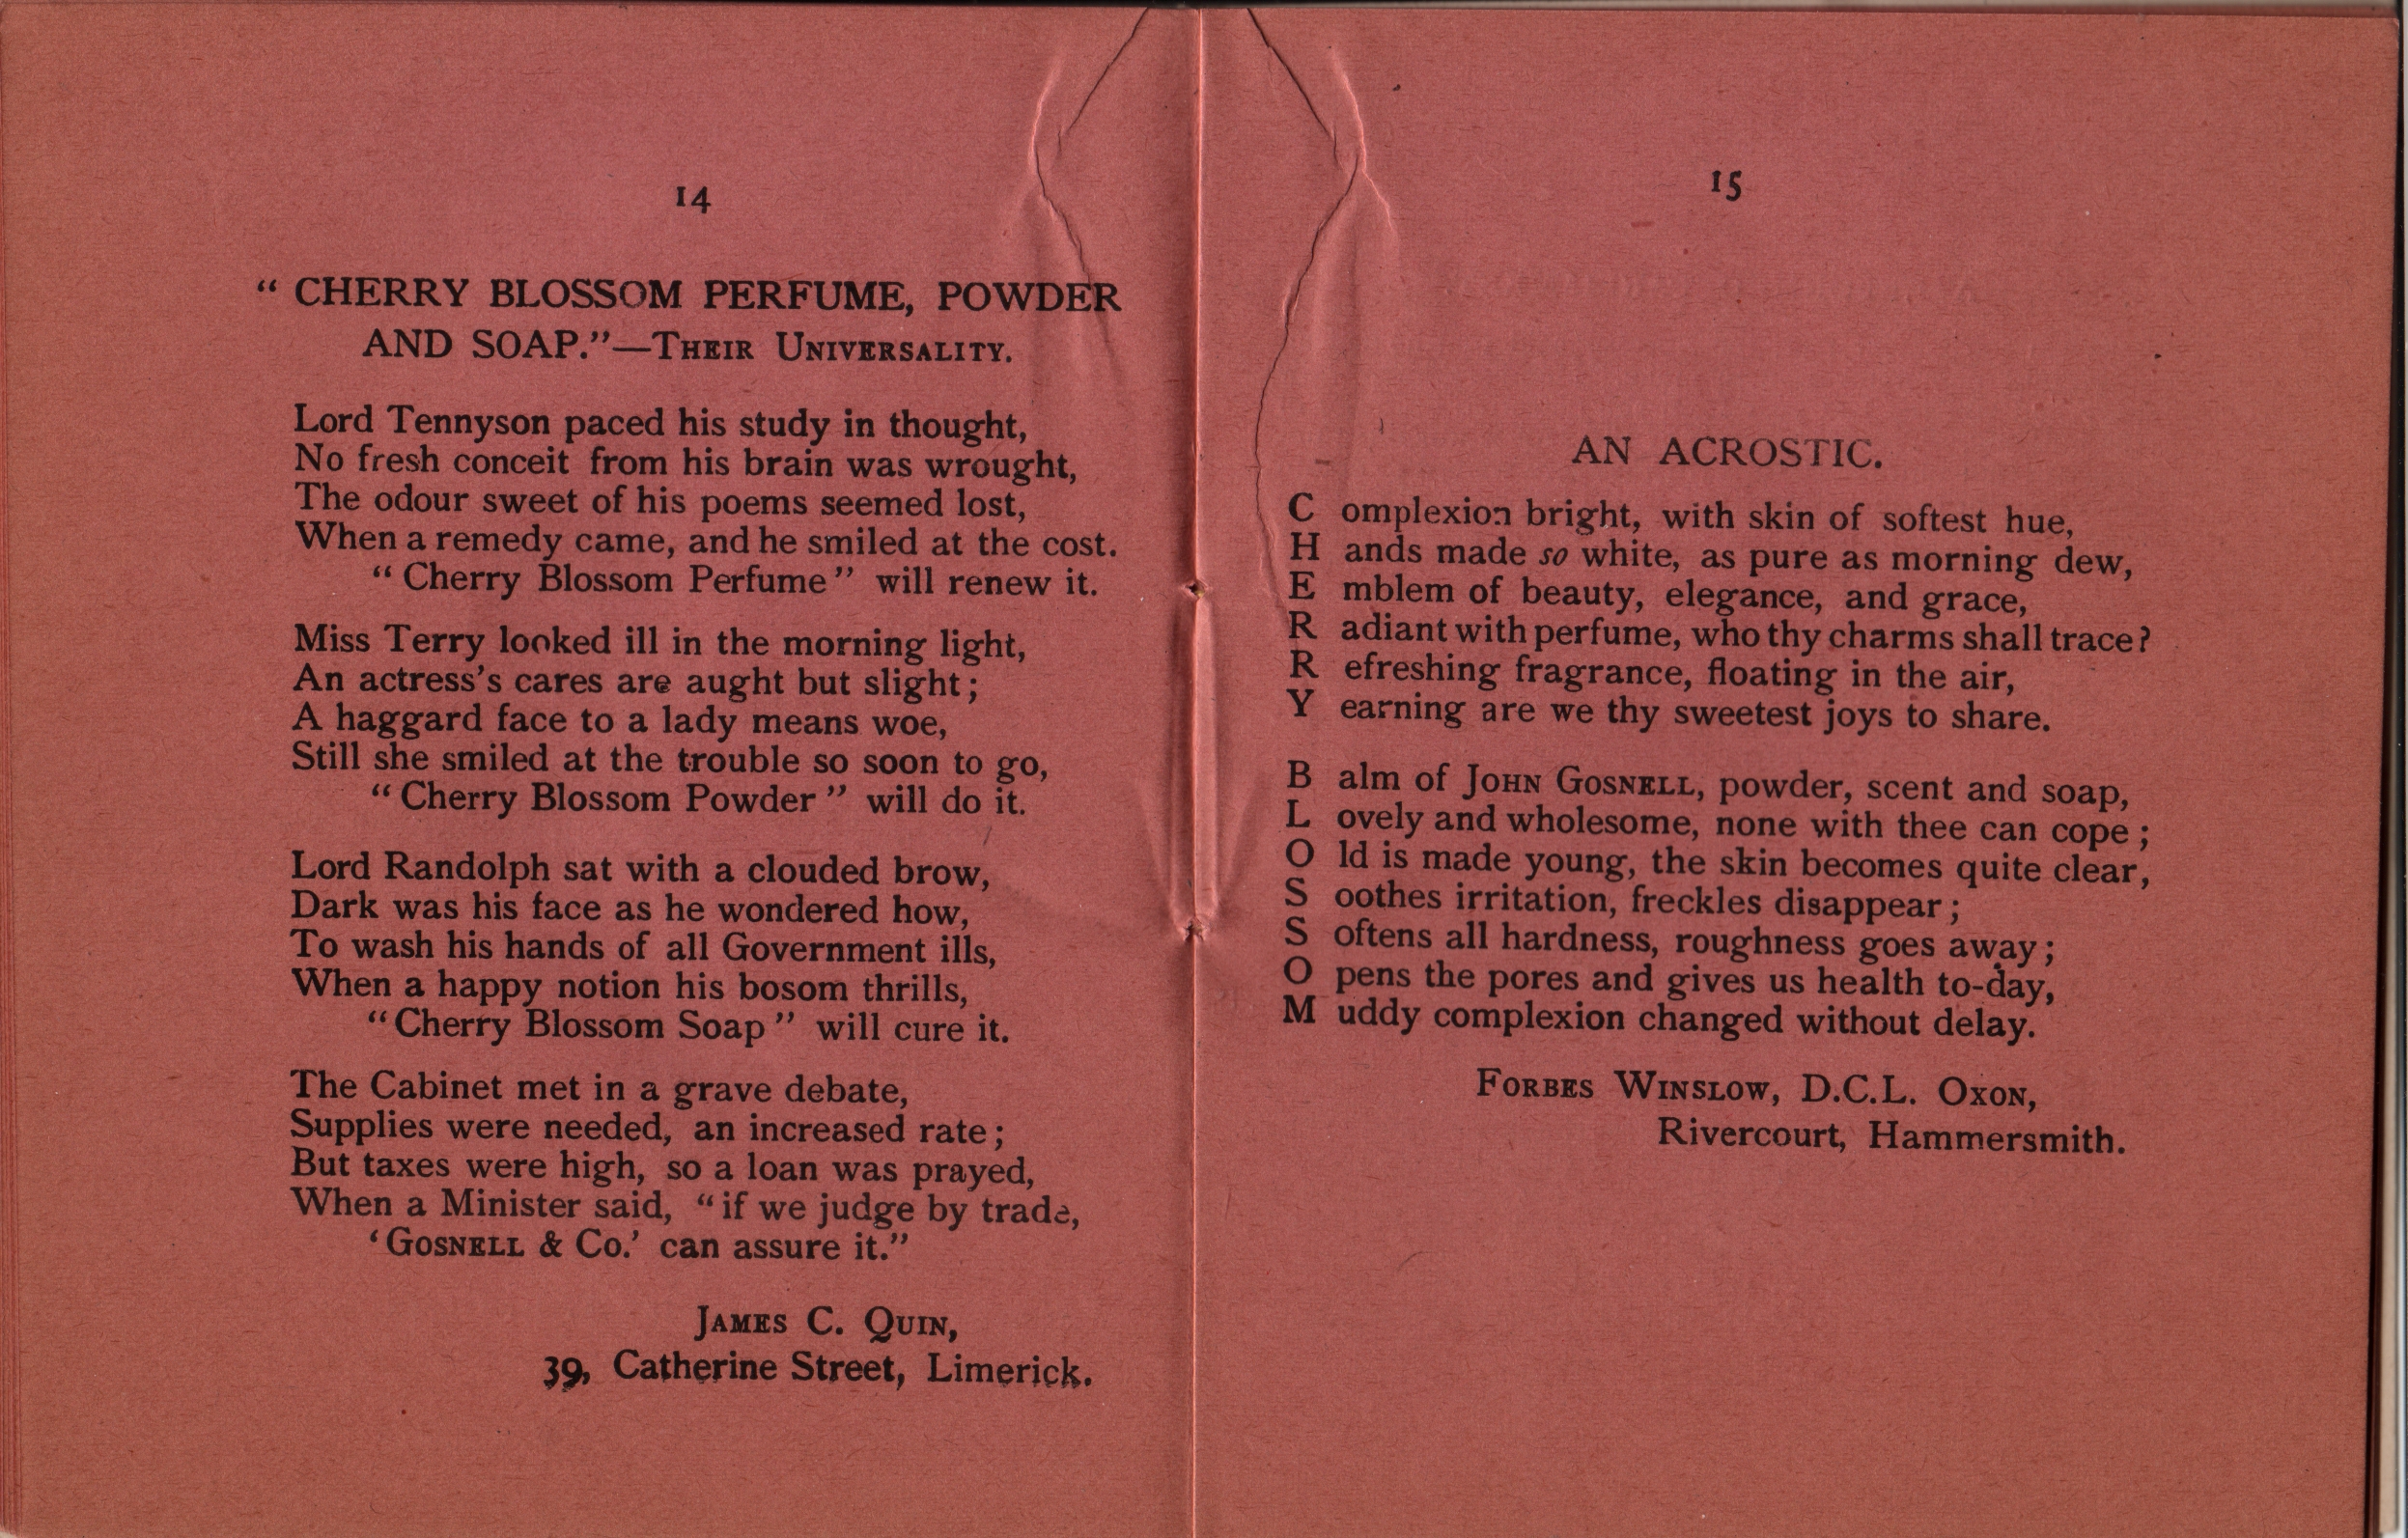 14
“ CHERRY BLOSSOM PERFUME, POWDER
AND SOAP.”—THEIR UNIVERSALITY.
Lord Tennyson paced his study in thought,
No fresh conceit from his brain was wrought,
The odour sweet of his poems seemed lost,
When a remedy came, and he smiled at the cost.
“ Cherry Blossom Perfume ” will renew it.
Miss Terry looked ill in the morning light,
An actress’s cares are aught but slight ;
A haggard face to a lady means woe,
Still she smiled at the trouble so soon to go,
“ Cherry Blossom Powder ” will do it.
Lord Randolph sat with a clouded brow,
Dark was his face as he wondered how,
To wash his hands of all Government ills,
When a happy notion his bosom thrills,
“ Cherry Blossom Soap ” will cure it.
The Cabinet met in a grave debate,
Supplies were needed, an increased rate ;
But taxes were high, so a loan was prayed,
When a Minister said, “ if we judge by trade,
‘ GOSNELL & Co.’ can assure it.”
JAMES C. QUIN,
39, Catherine Street, Limerick.
15
AN ACROSTIC.
C omplexion bright, with skin of softest hue,
H ands made so white, as pure as morning dew,
E mblem of beauty, elegance, and grace,
R adiant with perfume, who thy charms shall trace ?
R efreshing fragrance, floating in the air,
Y earning are we thy sweetest joys to share.
B alm of JOHN GOSNELL, powder, scent and soap,
L ovely and wholesome, none with thee can cope ;
O ld is made young, the skin becomes quite clear,
S oothes irritation, freckles disappear ;
S oftens all hardness, roughness goes away ;
O pens the pores and gives us health to-day,
M uddy complexion changed without delay.
FORBES WINSLOW, D.C.L. OXON,
Rivercourt, Hammersmith.